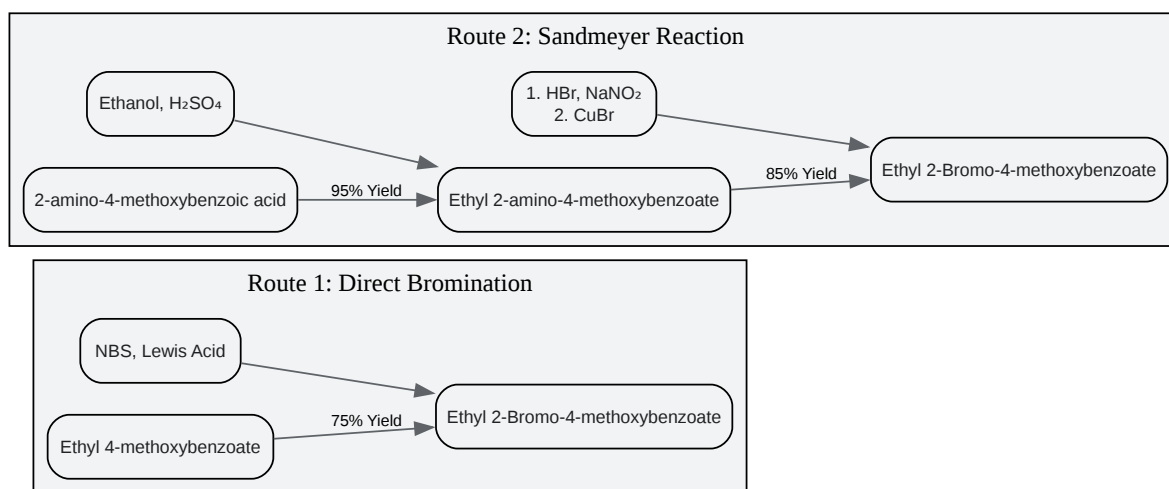 Route 2: Sandmeyer Reaction
Ethanol, H₂SO₄
1. HBr, NaNO₂
2. CuBr
2-amino-4-methoxybenzoic acid
95% Yield
Ethyl 2-amino-4-methoxybenzoate
85% Yield
Ethyl 2-Bromo-4-methoxybenzoate
Route 1: Direct Bromination
NBS, Lewis Acid
Ethyl 4-methoxybenzoate
75% Yield
Ethyl 2-Bromo-4-methoxybenzoate